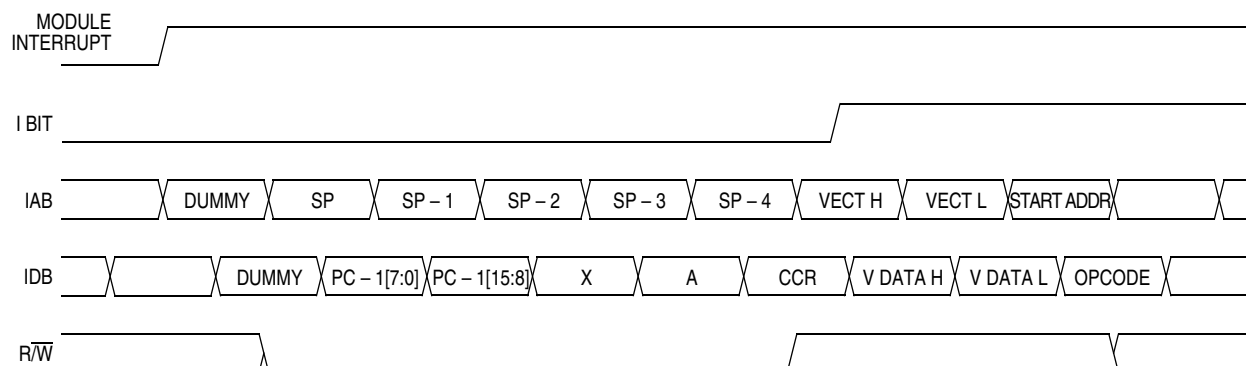 MODULE
INTERRUPT
I BIT
IAB DUMMY SP SP – 1 SP – 2 SP – 3 SP – 4 VECT H VECT L START ADDR
IDB DUMMY PC – 1[7:0] PC – 1[15:8] X A CCR V DATA H V DATA L OPCODE
R/W̅